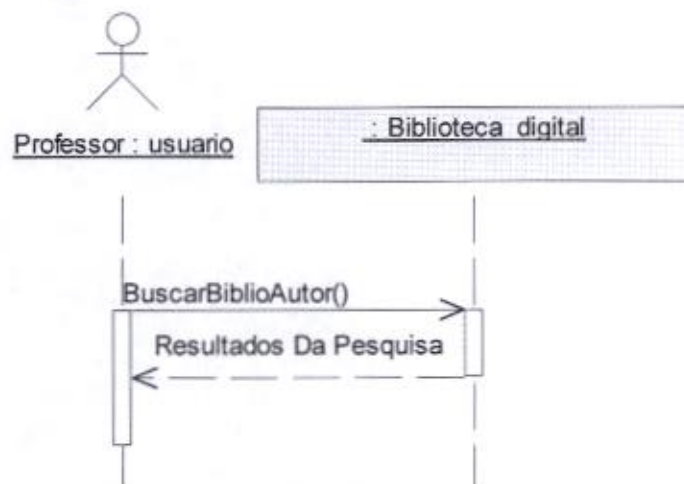 Professor : usuario
: Biblioteca digital
BuscarBiblioAutor()
Resultados Da Pesquisa